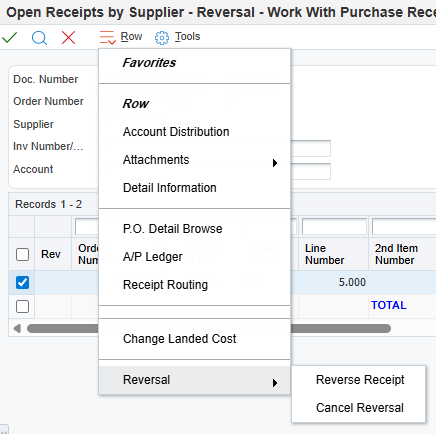 Open Receipts by Supplier - Reversal - Work With Purchase Rece
Row Tools
Favorites
Row
Account Distribution
Attachments
Detail Information
P.O. Detail Browse
A/P Ledger
Receipt Routing
Change Landed Cost
Reversal
Reverse Receipt
Cancel Reversal
Doc. Number
Order Number
Supplier
Inv Number/...
Account
Records 1 - 2
Rev
Line Number
2nd Item Number
5.000
TOTAL